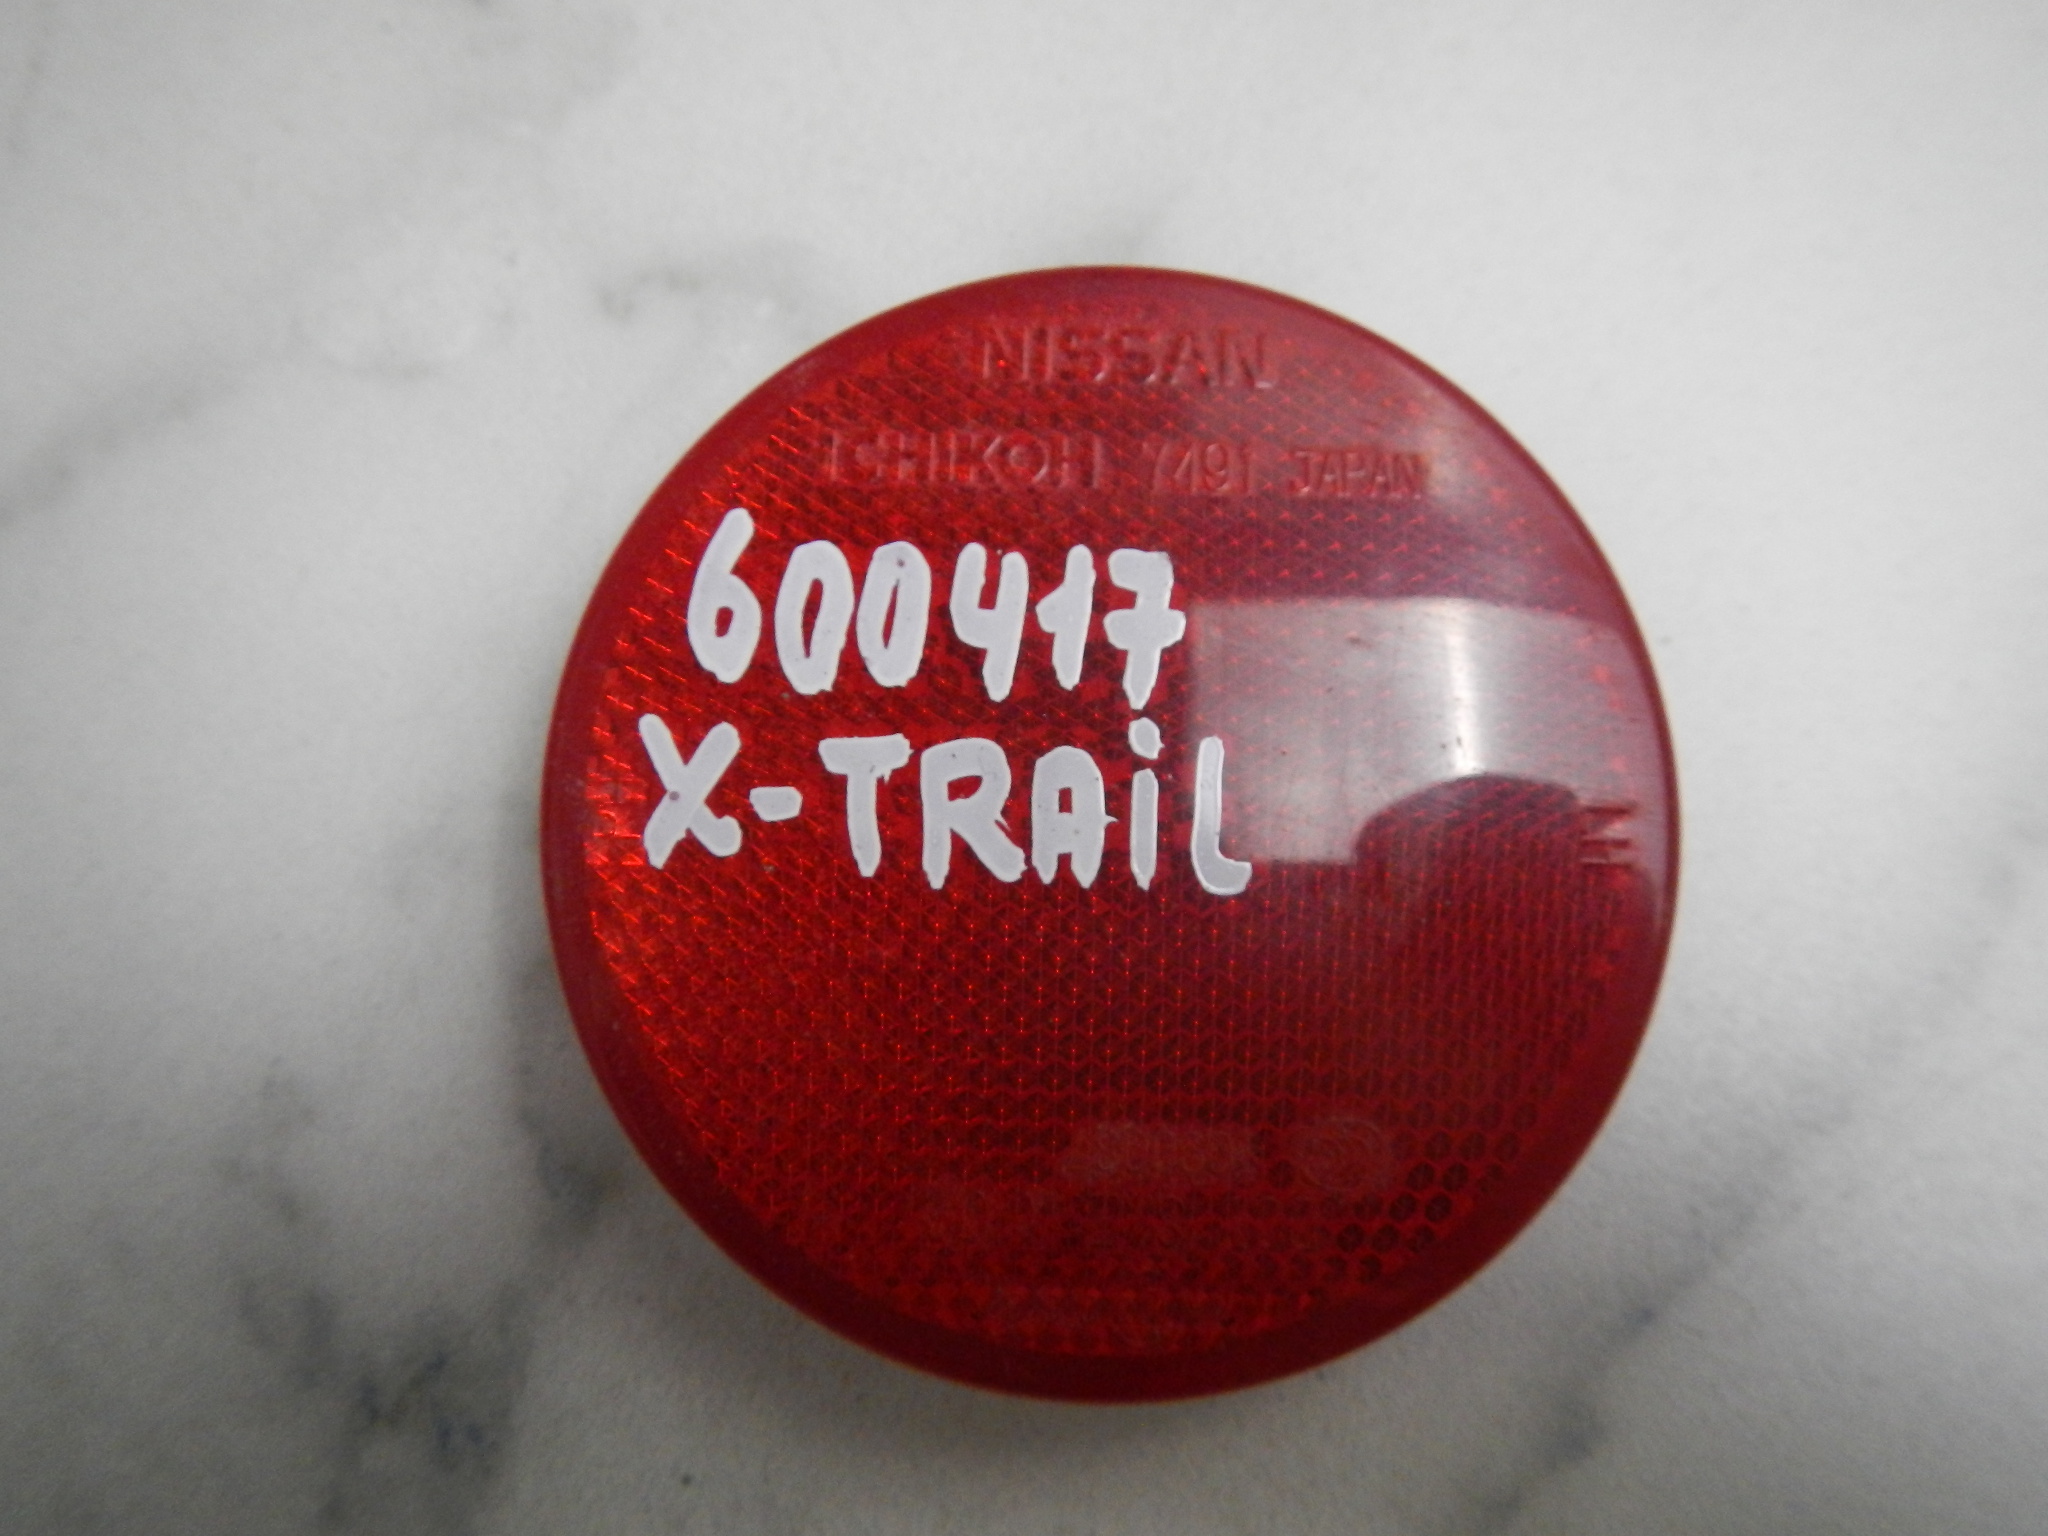 NISSAN
ICHIKOH 7491 JAPAN
600417
X-TRAiL